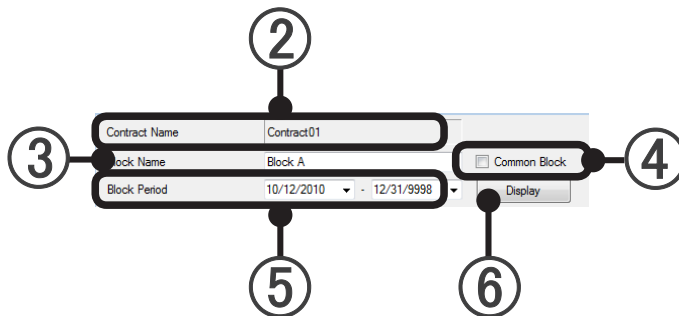 2
Contract Name Contract01
3 Block Name Block A Common Block 4
Block Period 10/12/2010 - 12/31/9998 Display
5 6